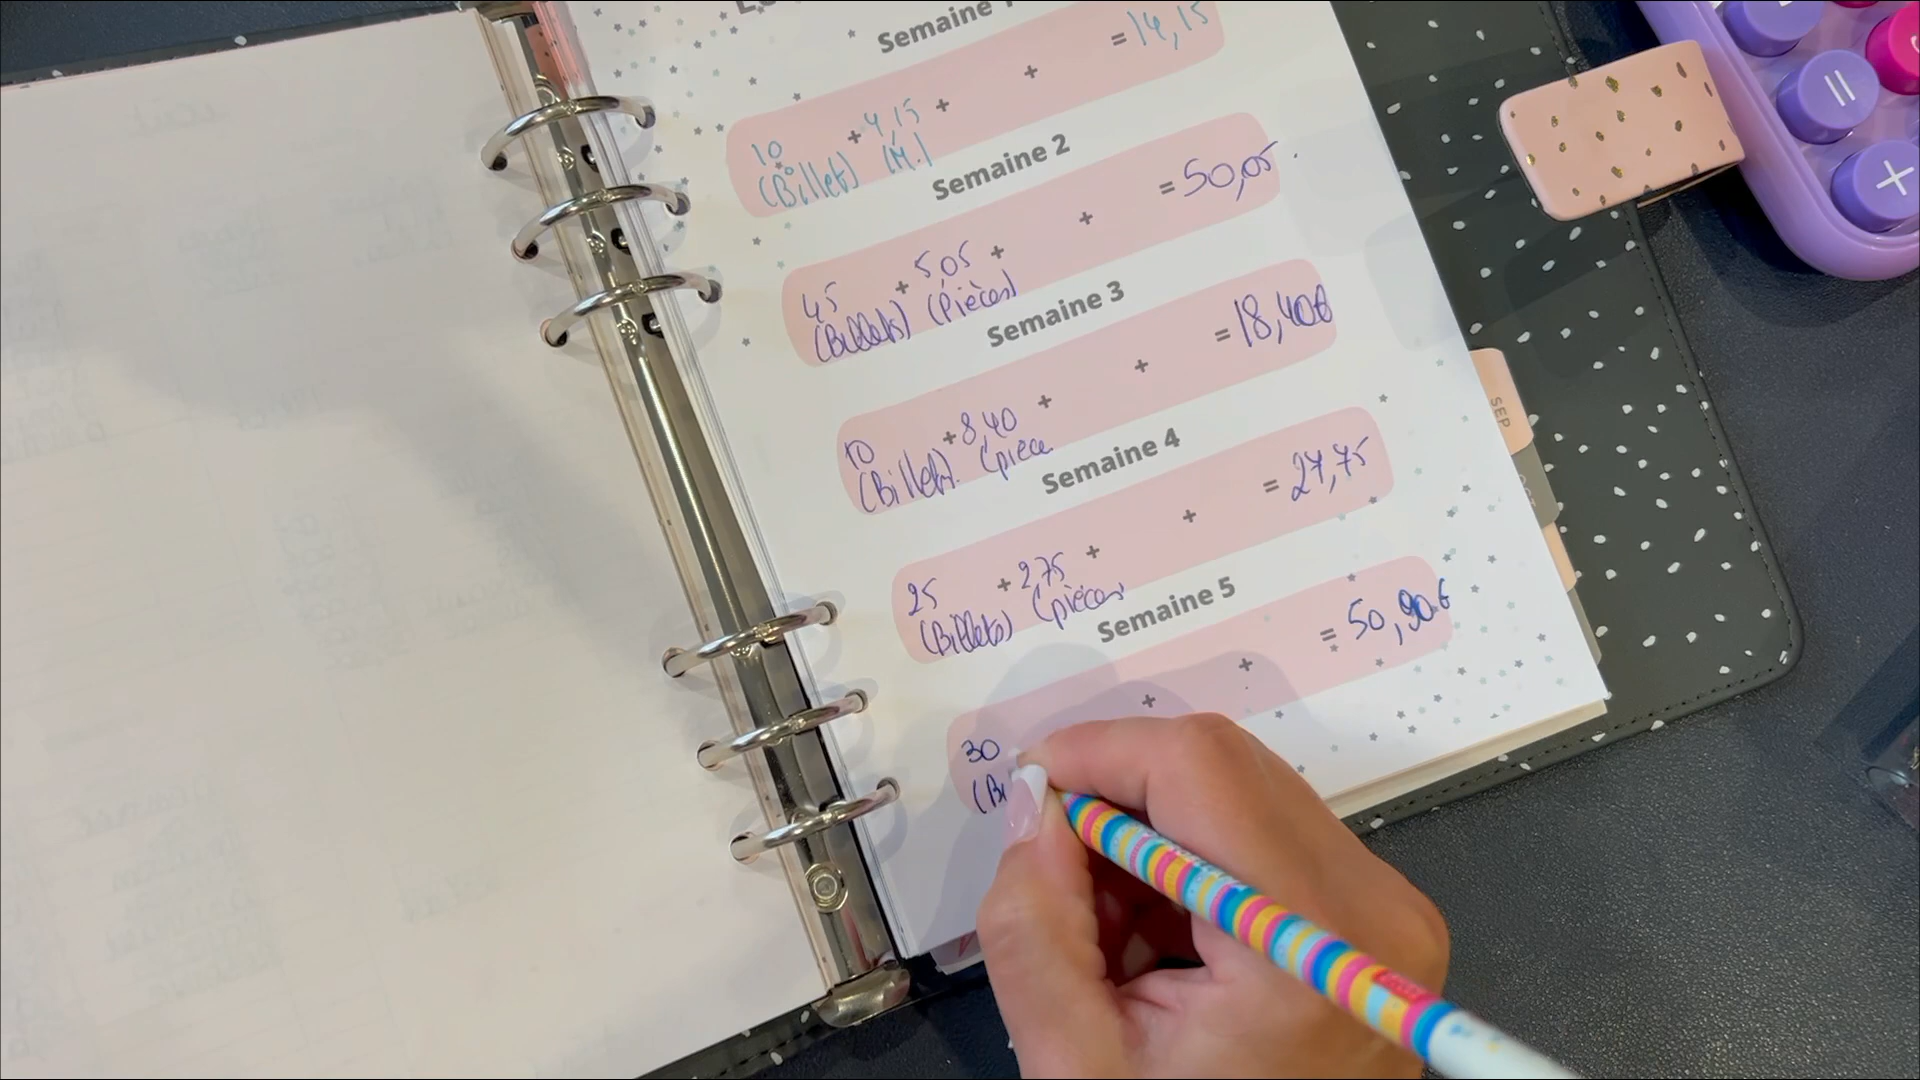 Semaine 1
= 14,15
10 + 4,15 + +
(Billet) (M.)
Semaine 2
= 50,05.
45 + 5,05 + +
(Billets) (Pièces)
Semaine 3
= 18,40€
10 + 8,40 + +
(Billet). (pièce
Semaine 4
= 27,75
25 + 2,75 + +
(Billets) (pièces)
Semaine 5
= 50,90€
30 + +
(Bi
SEP